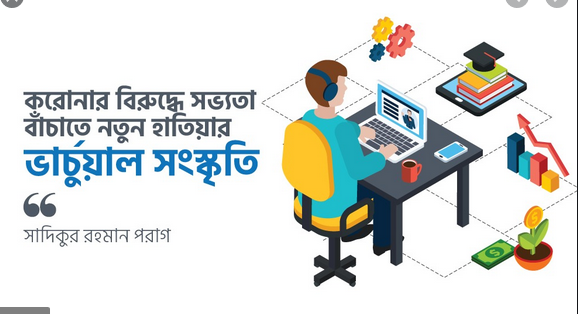 করোনার বিরুদ্ধে সভ্যতা
বাঁচাতে নতুন হাতিয়ার
ভার্চুয়াল সংস্কৃতি
সাদিকুর রহমান পরাগ